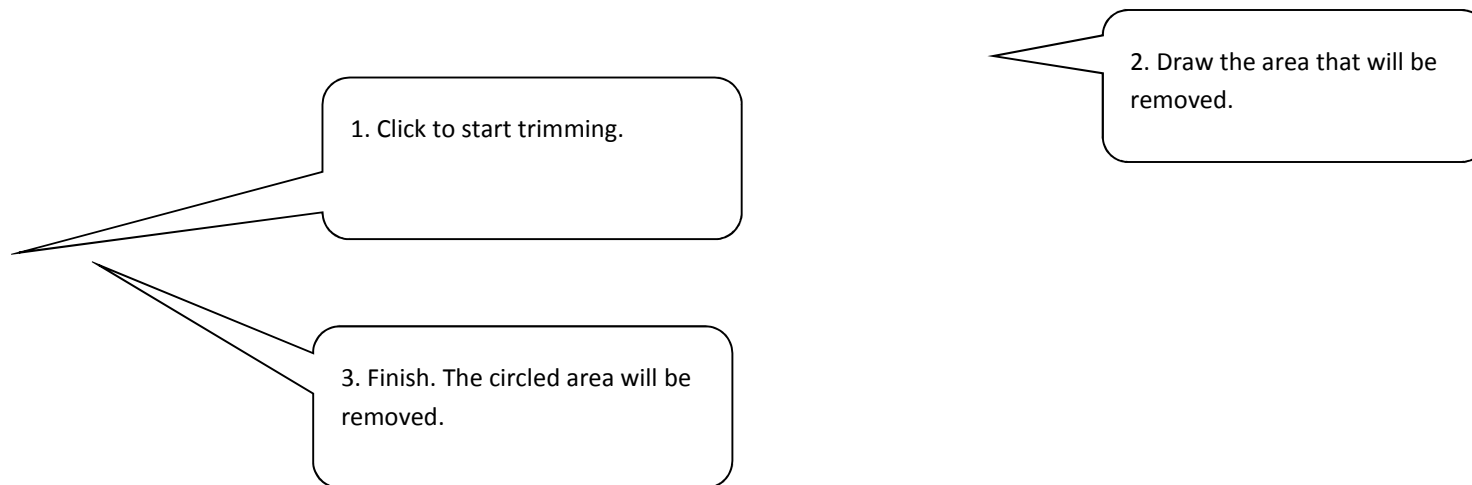 1. Click to start trimming.
2. Draw the area that will be
removed.
3. Finish. The circled area will be
removed.